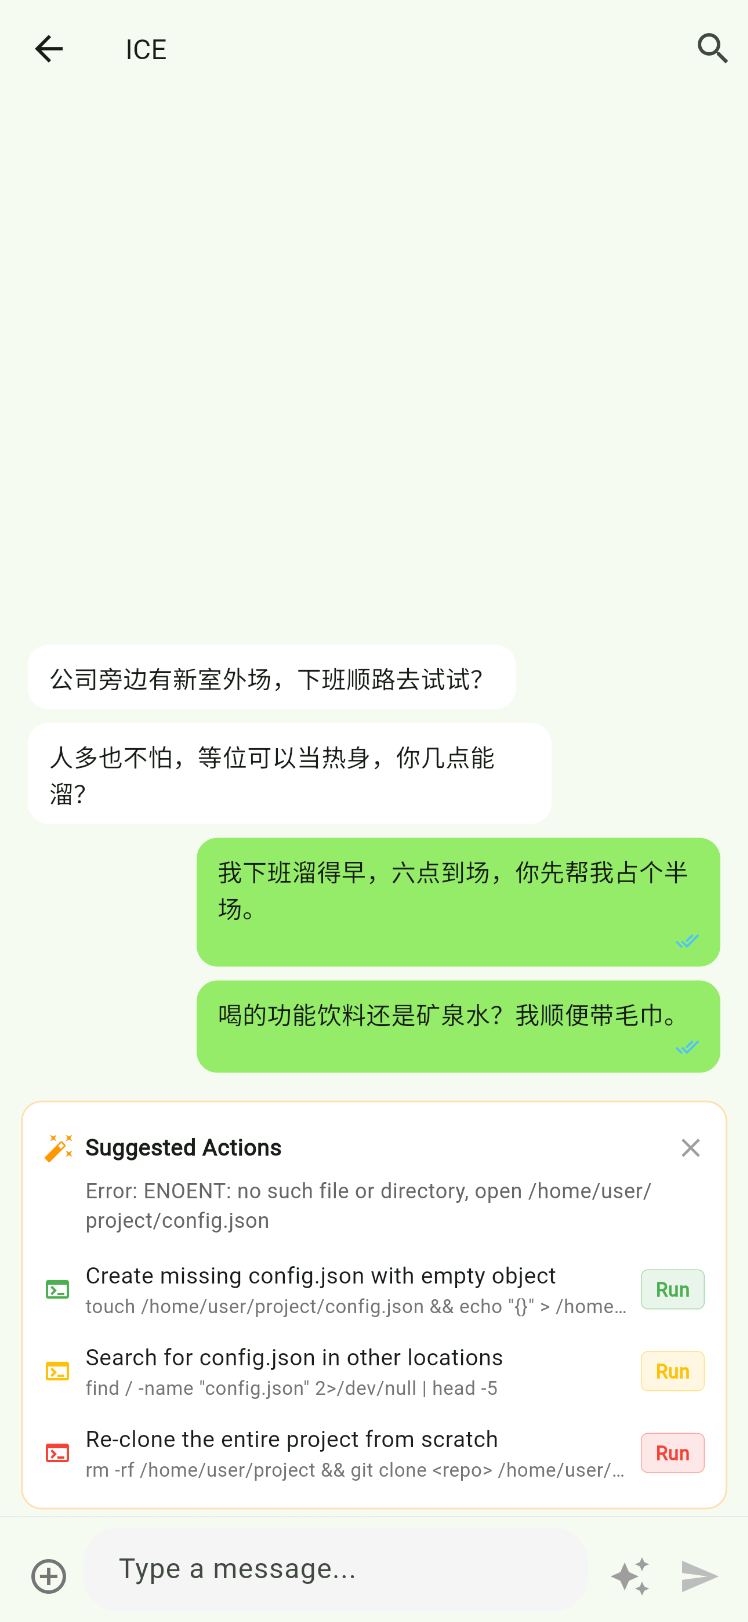 ICE
公司旁边有新室外场，下班顺路去试试？
人多也不怕，等位可以当热身，你几点能
溜？
我下班溜得早，六点到场，你先帮我占个半
场。
喝的功能饮料还是矿泉水？我顺便带毛巾。
Suggested Actions
Error: ENOENT: no such file or directory, open /home/user/
project/config.json
Create missing config.json with empty object
Run
touch /home/user/project/config.json && echo "{}" > /home...
Search for config.json in other locations
Run
find / -name "config.json" 2>/dev/null | head -5
Re-clone the entire project from scratch
Run
rm -rf /home/user/project && git clone <repo> /home/user/...
Type a message...